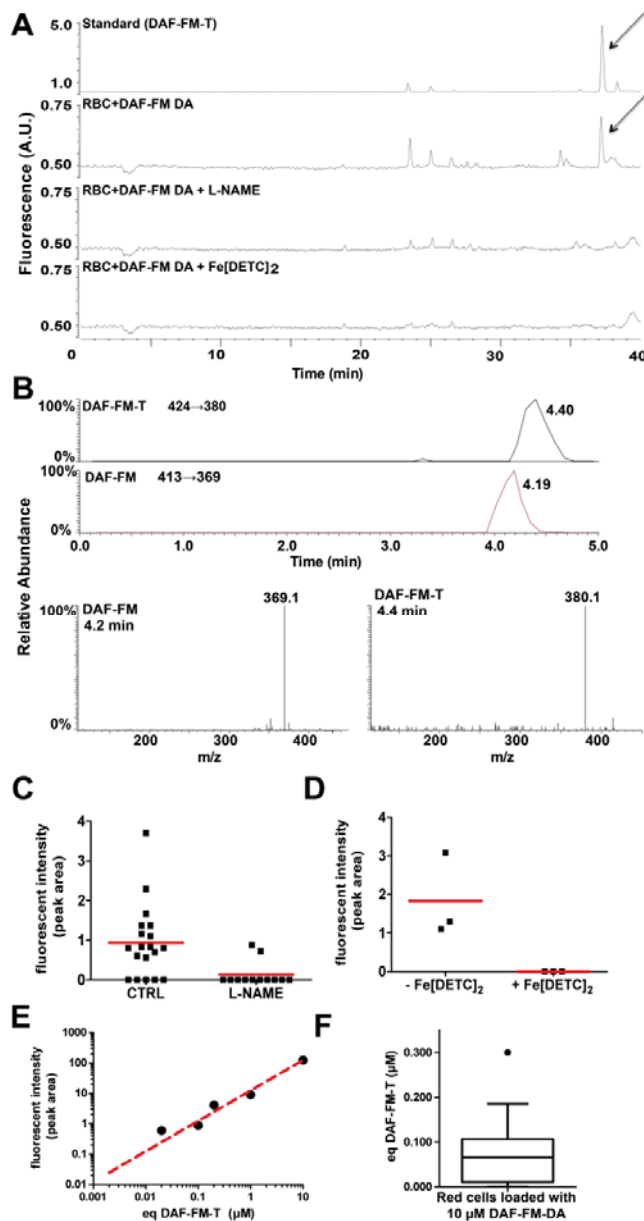 A
Standard (DAF-FM-T)
5.0
1.0
RBC+DAF-FM DA
0.75
0.50
RBC+DAF-FM DA + L-NAME
0.75
0.50
RBC+DAF-FM DA + Fe[DETC]2
0.75
0.50
Fluorescence (A.U.)
0 10 20 30 40
Time (min)
B
100%
DAF-FM-T 424→380
4.40
0%
100%
DAF-FM 413→369
4.19
0%
0.0 1.0 2.0 3.0 4.0 5.0
Time (min)
Relative Abundance
100%
DAF-FM
4.2 min
369.1
0%
200 300 400
m/z
DAF-FM-T
4.4 min
380.1
200 300 400
m/z
C
fluorescent intensity
(peak area)
4
3
2
1
0
CTRL L-NAME
D
fluorescent intensity
(peak area)
4
3
2
1
0
- Fe[DETC]2 + Fe[DETC]2
E
fluorescent intensity
(peak area)
1000
100
10
1
0.1
0.01
0.001 0.01 0.1 1 10
eq DAF-FM-T (µM)
F
eq DAF-FM-T (µM)
0.300
0.200
0.100
0.000
Red cells loaded with
10 µM DAF-FM-DA